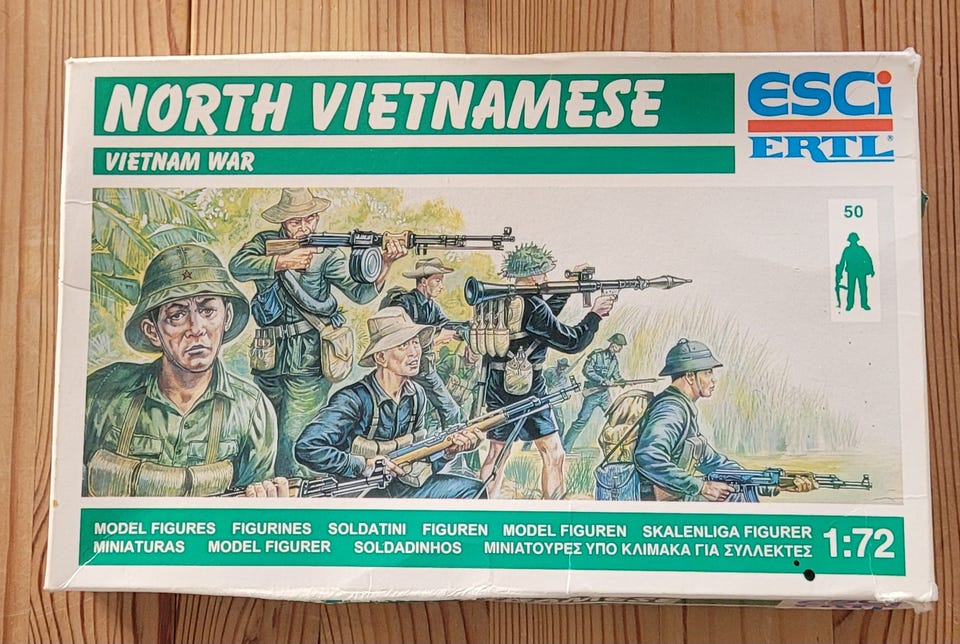 NORTH VIETNAMESE
VIETNAM WAR
ESCi
ERTL®
50
MODEL FIGURES FIGURINES SOLDATINI FIGUREN MODEL FIGUREN SKALENLIGA FIGURER
MINIATURAS MODEL FIGURER SOLDADINHOS ΜΙΝΙΑΤΟΥΡΕΣ ΥΠΟ ΚΛΙΜΑΚΑ ΓΙΑ ΣΥΛΛΕΚΤΕΣ
1:72